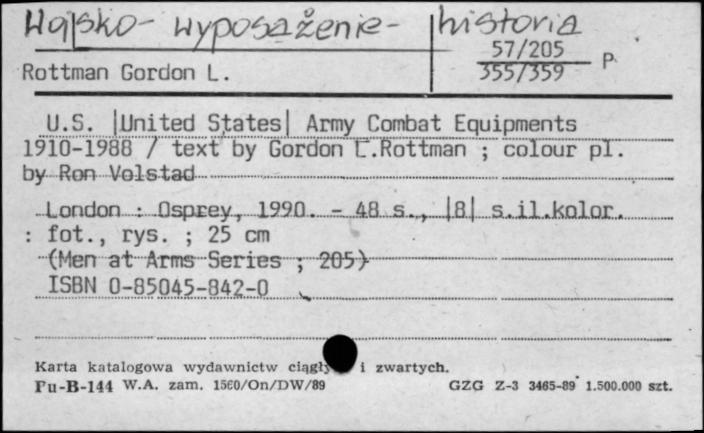 Wojsko - wyposażenie - historia
57/205
Rottman Gordon L. 355/359 P.
U.S. |United States| Army Combat Equipments
1910-1988 / text by Gordon L.Rottman ; colour pl.
by Ron Volstad
London : Osprey, 1990. - 48 s., |8| s.il.kolor.
: fot., rys. ; 25 cm
(Men at Arms Series ; 205)
ISBN 0-85045-842-0
Karta katalogowa wydawnictw ciągły i zwartych.
Pu-B-144 W.A. zam. 1560/On/DW/89 GZG Z-3 3465-89 1.500.000 szt.